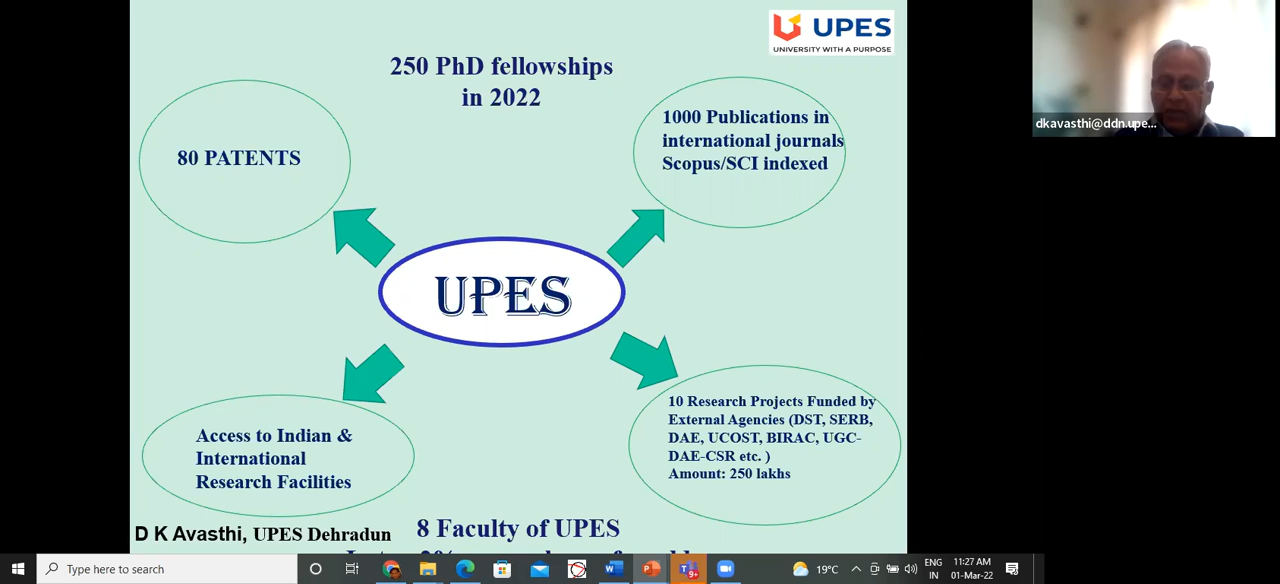 UPES
UNIVERSITY WITH A PURPOSE
250 PhD fellowships
in 2022
dkavasthi@ddn.upe...
80 PATENTS
1000 Publications in
international journals
Scopus/SCI indexed
UPES
Access to Indian &
International
Research Facilities
10 Research Projects Funded by
External Agencies (DST, SERB,
DAE, UCOST, BIRAC, UGC-
DAE-CSR etc. )
Amount: 250 lakhs
D K Avasthi, UPES Dehradun
8 Faculty of UPES
Type here to search
9+
19°C
ENG
IN
11:27 AM
01-Mar-22